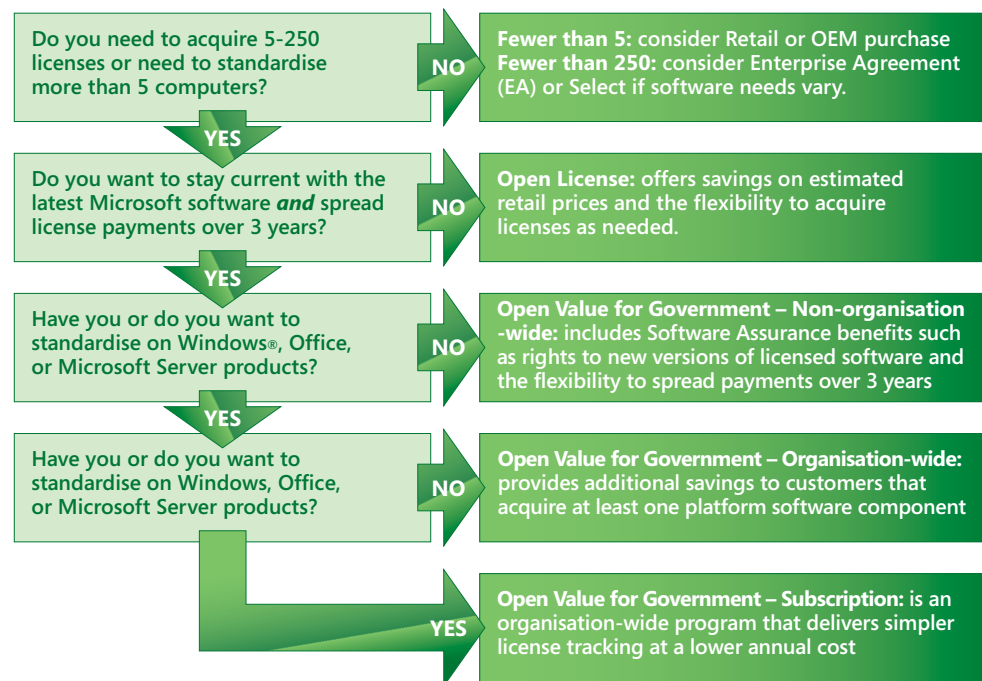 Do you need to acquire 5-250
licenses or need to standardise
more than 5 computers?
NO
Fewer than 5: consider Retail or OEM purchase
Fewer than 250: consider Enterprise Agreement
(EA) or Select if software needs vary.
YES
Do you want to stay current with the
latest Microsoft software and spread
license payments over 3 years?
NO
Open License: offers savings on estimated
retail prices and the flexibility to acquire
licenses as needed.
YES
Have you or do you want to
standardise on Windows®, Office,
or Microsoft Server products?
NO
Open Value for Government – Non-organisation
-wide: includes Software Assurance benefits such
as rights to new versions of licensed software and
the flexibility to spread payments over 3 years
YES
Have you or do you want to
standardise on Windows, Office,
or Microsoft Server products?
NO
Open Value for Government – Organisation-wide:
provides additional savings to customers that
acquire at least one platform software component
YES
Open Value for Government – Subscription: is an
organisation-wide program that delivers simpler
license tracking at a lower annual cost